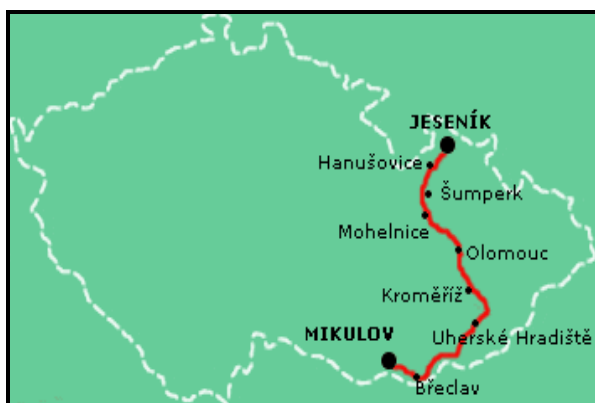 JESENÍK
Hanušovice
Šumperk
Mohelnice
Olomouc
Kroměříž
Uherské Hradiště
MIKULOV
Břeclav